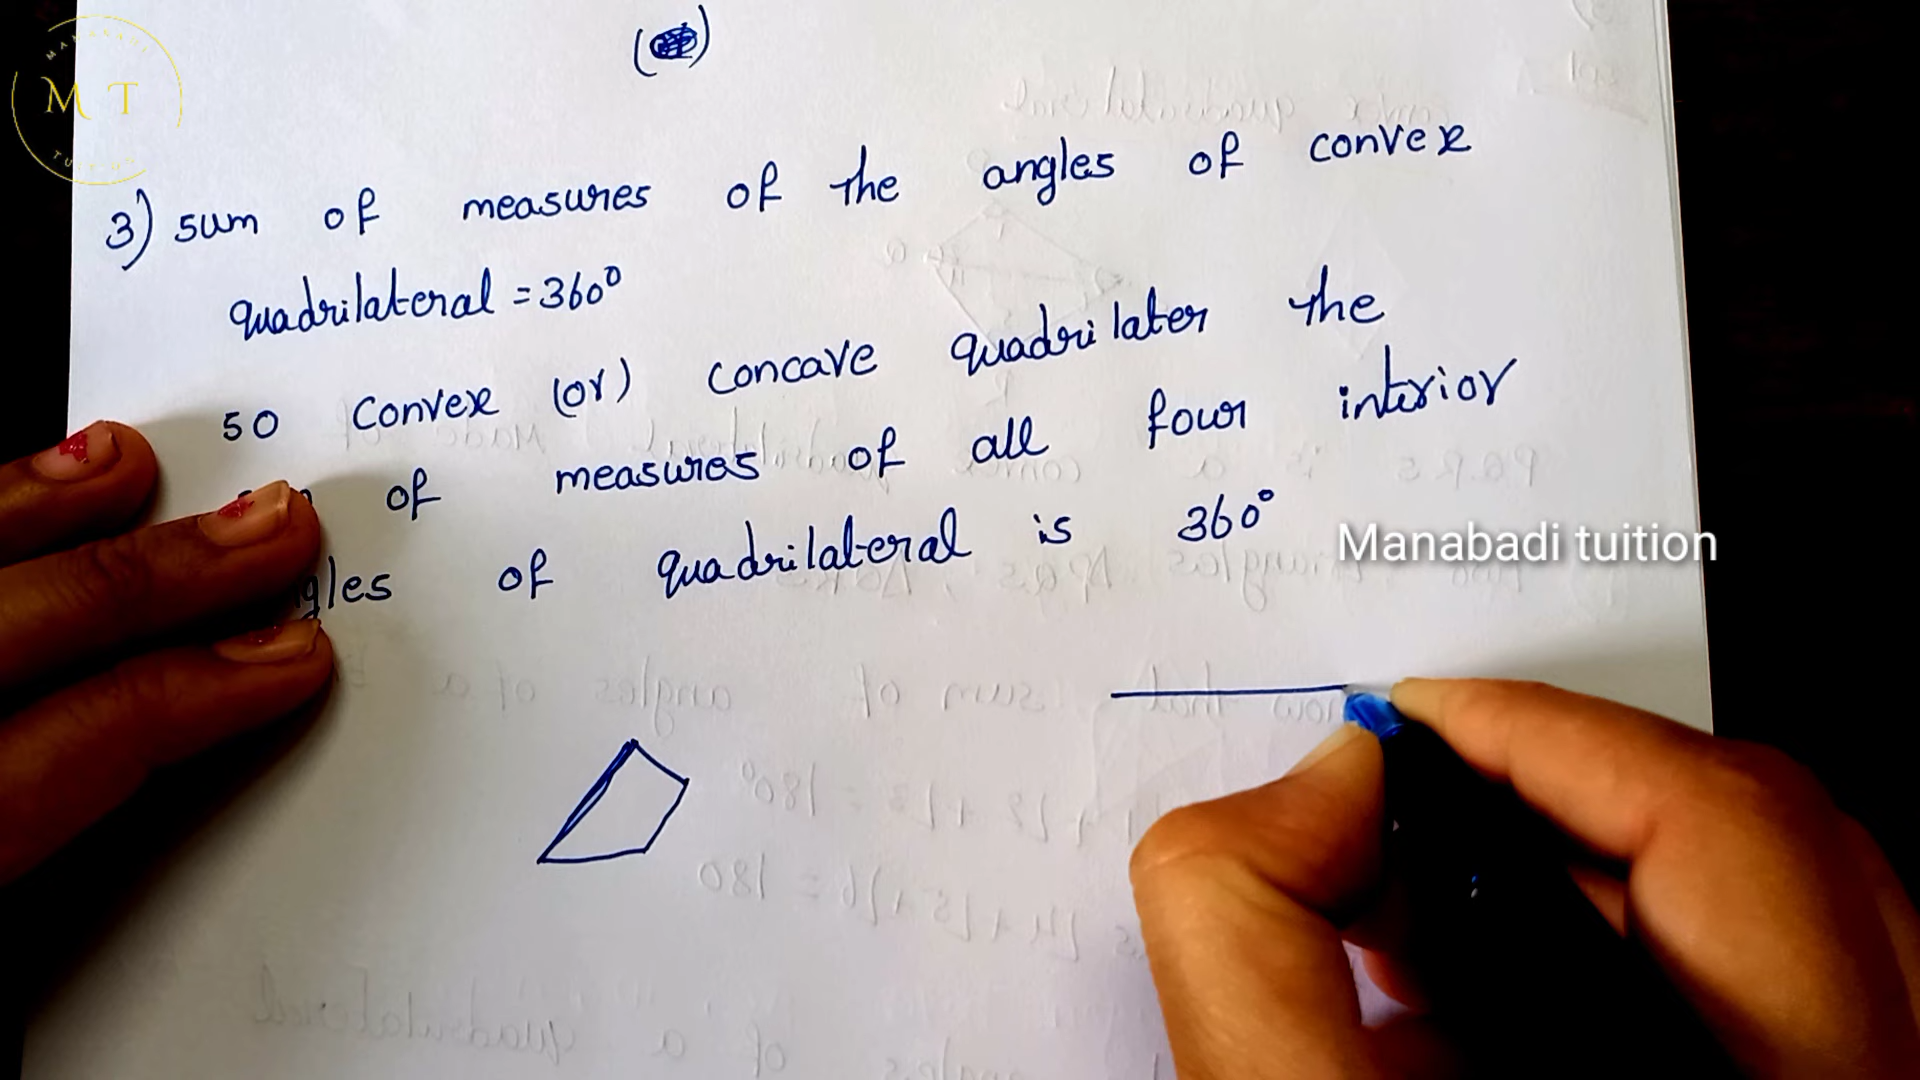 M T
3) sum of measures of the angles of convex
quadrilateral = 360°
so convex (or) concave quadrilater the
of measures of all four interior
gles of quadrilateral is 360°
Manabadi tuition